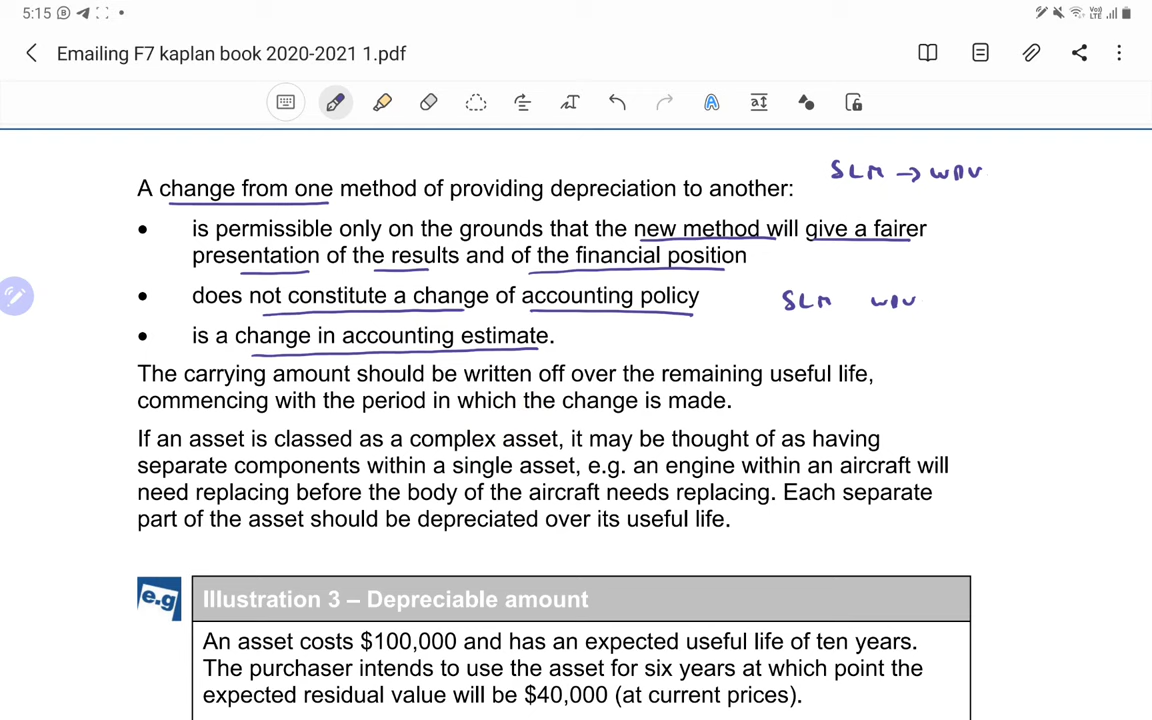 5:15
Emailing F7 kaplan book 2020-2021 1.pdf
SLM → WDV
A change from one method of providing depreciation to another:
• is permissible only on the grounds that the new method will give a fairer
presentation of the results and of the financial position
• does not constitute a change of accounting policy SLM WDV
• is a change in accounting estimate.
The carrying amount should be written off over the remaining useful life,
commencing with the period in which the change is made.
If an asset is classed as a complex asset, it may be thought of as having
separate components within a single asset, e.g. an engine within an aircraft will
need replacing before the body of the aircraft needs replacing. Each separate
part of the asset should be depreciated over its useful life.
e.g Illustration 3 – Depreciable amount
An asset costs $100,000 and has an expected useful life of ten years.
The purchaser intends to use the asset for six years at which point the
expected residual value will be $40,000 (at current prices).